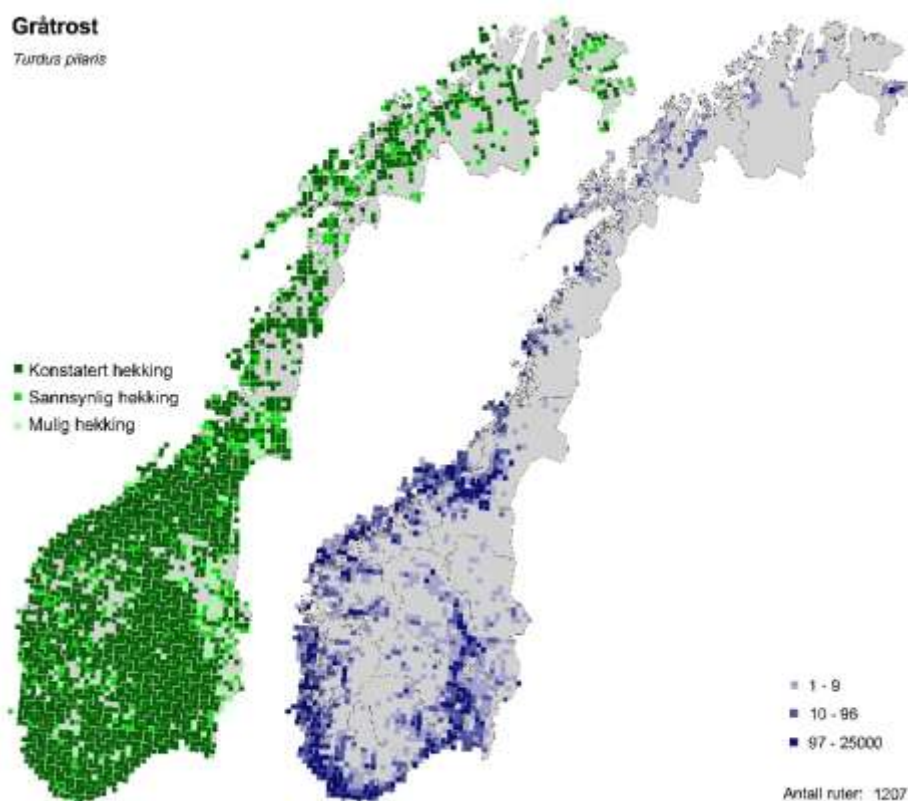 Gråtrost
Turdus pilaris
Konstatert hekking
Sannsynlig hekking
Mulig hekking
1 - 9
10 - 96
97 - 25000
Antall ruter: 1207